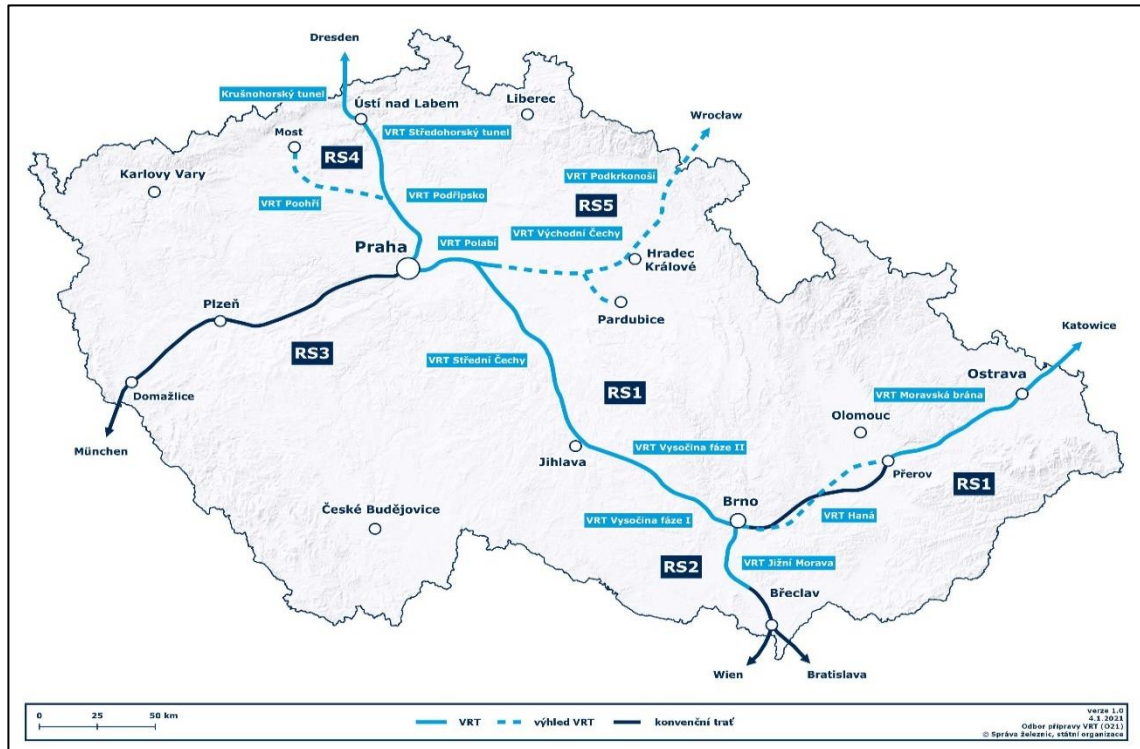 Dresden
Krušnohorský tunel
Ústí nad Labem
Liberec
Wrocław
VRT Středohorský tunel
Most
RS4
Karlovy Vary
VRT Podkrkonoší
VRT Poohří
VRT Podřipsko
RS5
VRT Východní Čechy
Praha
VRT Polabí
Hradec
Králové
Plzeň
Pardubice
Katowice
RS3
VRT Střední Čechy
Ostrava
Domažlice
RS1
VRT Moravská brána
Olomouc
München
Jihlava
VRT Vysočina fáze II
Přerov
RS1
Brno
České Budějovice
VRT Vysočina fáze I
VRT Haná
RS2
VRT Jižní Morava
Břeclav
Wien
Bratislava
0 25 50 km
VRT
výhled VRT
konvenční trať
verze 1.0
4.1.2021
Odbor přípravy VRT (O21)
© Správa železnic, státní organizace